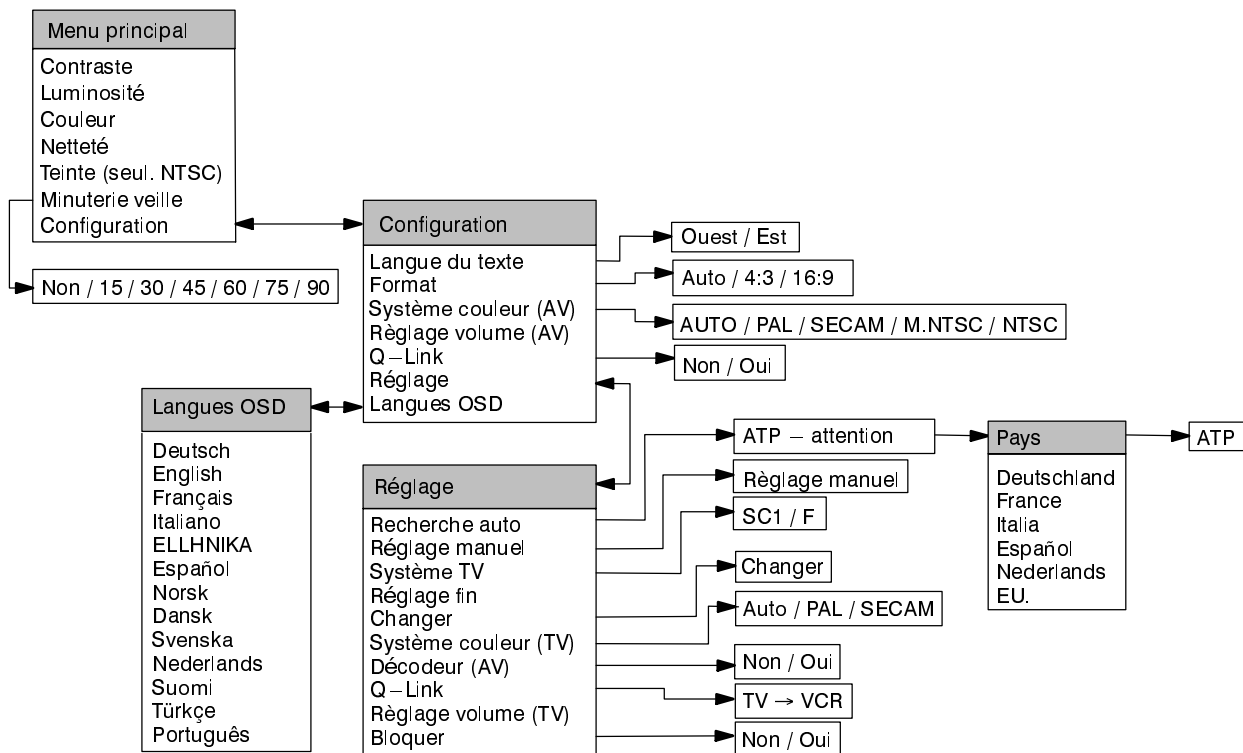 Menu principal
Contraste
Luminosité
Couleur
Netteté
Teinte (seul. NTSC)
Minuterie veille
Configuration
Non / 15 / 30 / 45 / 60 / 75 / 90
Configuration
Langue du texte
Format
Système couleur (AV)
Règlage volume (AV)
Q–Link
Réglage
Langues OSD
Ouest / Est
Auto / 4:3 / 16:9
AUTO / PAL / SECAM / M.NTSC / NTSC
Non / Oui
Langues OSD
Deutsch
English
Français
Italiano
ELLHNIKA
Español
Norsk
Dansk
Svenska
Nederlands
Suomi
Türkçe
Português
Réglage
Recherche auto
Réglage manuel
Système TV
Réglage fin
Changer
Système couleur (TV)
Décodeur (AV)
Q–Link
Règlage volume (TV)
Bloquer
ATP – attention
Règlage manuel
SC1 / F
Changer
Auto / PAL / SECAM
Non / Oui
TV → VCR
Non / Oui
Pays
Deutschland
France
Italia
Español
Nederlands
EU.
ATP